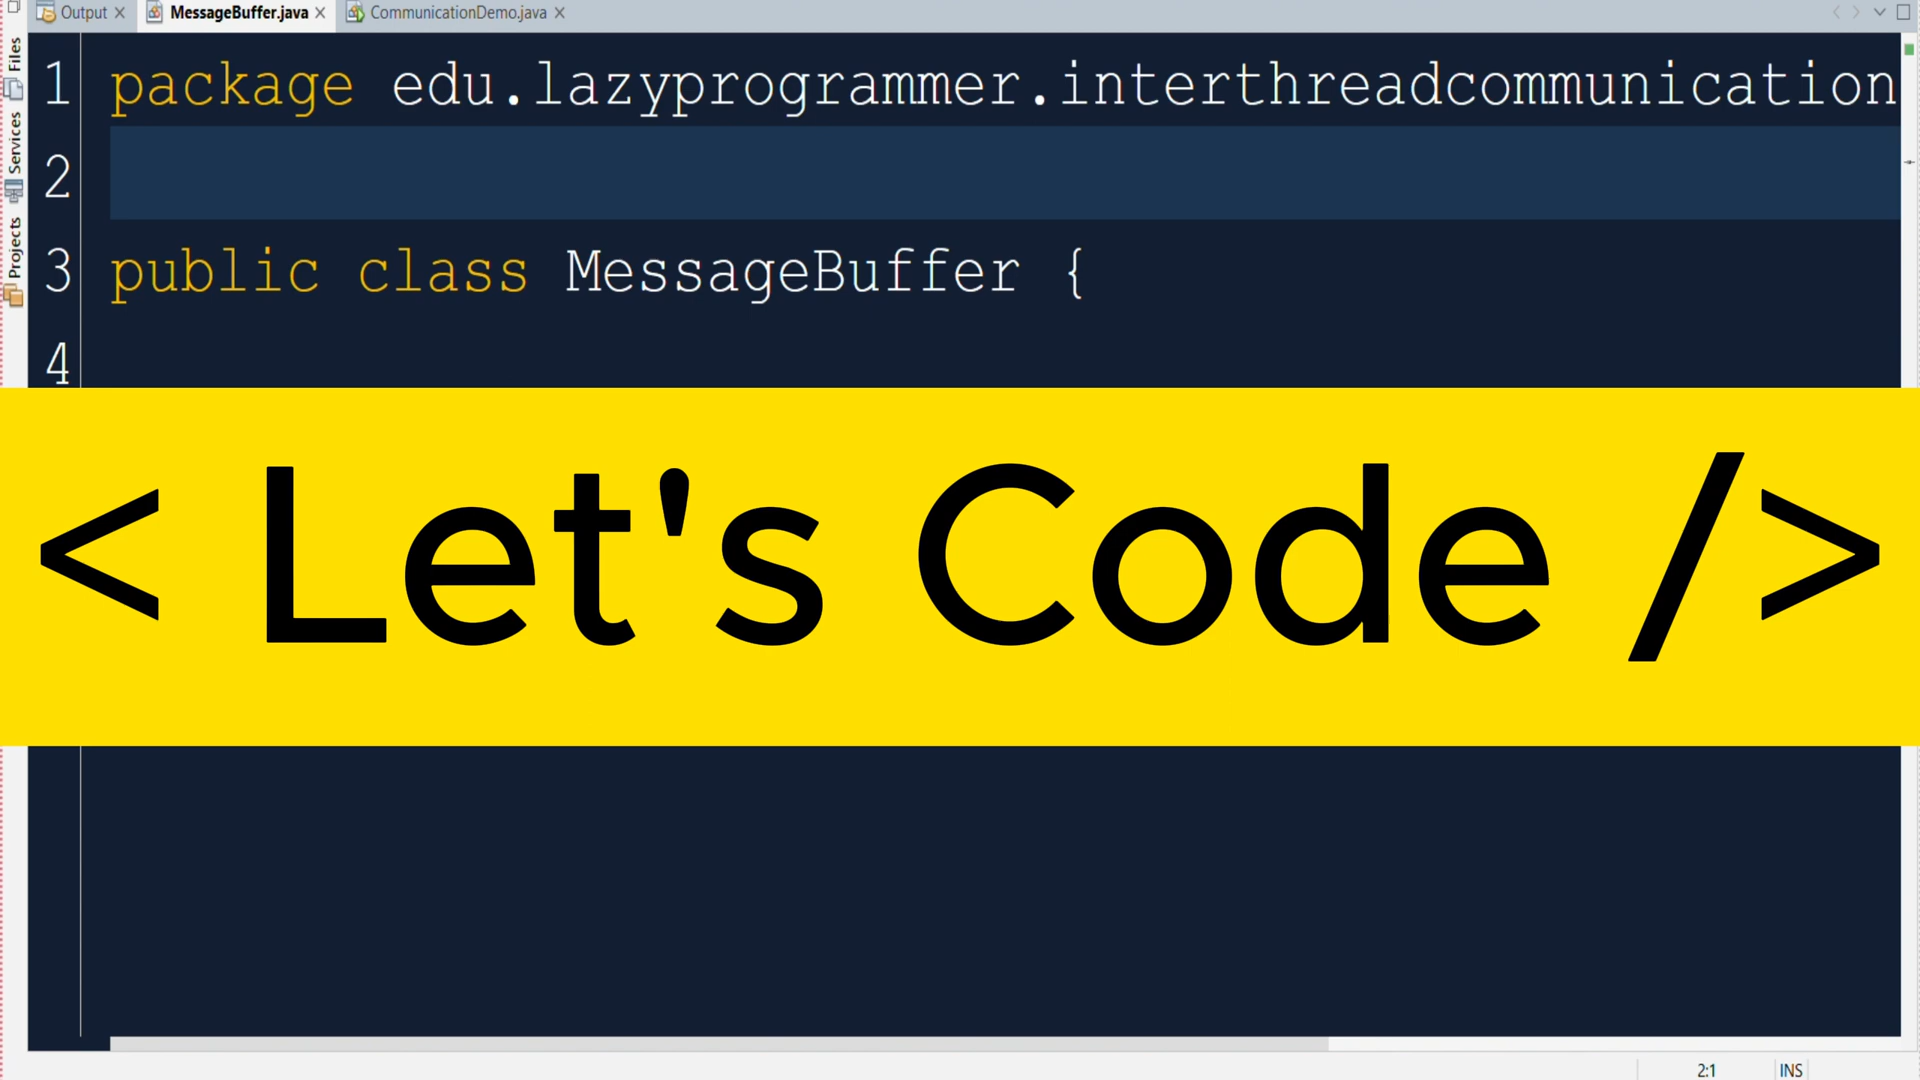 Output
MessageBuffer.java
CommunicationDemo.java
Files
Services
Projects
1 package edu.lazyprogrammer.interthreadcommunication
2
3 public class MessageBuffer {
4
< Let's Code />
2:1 INS